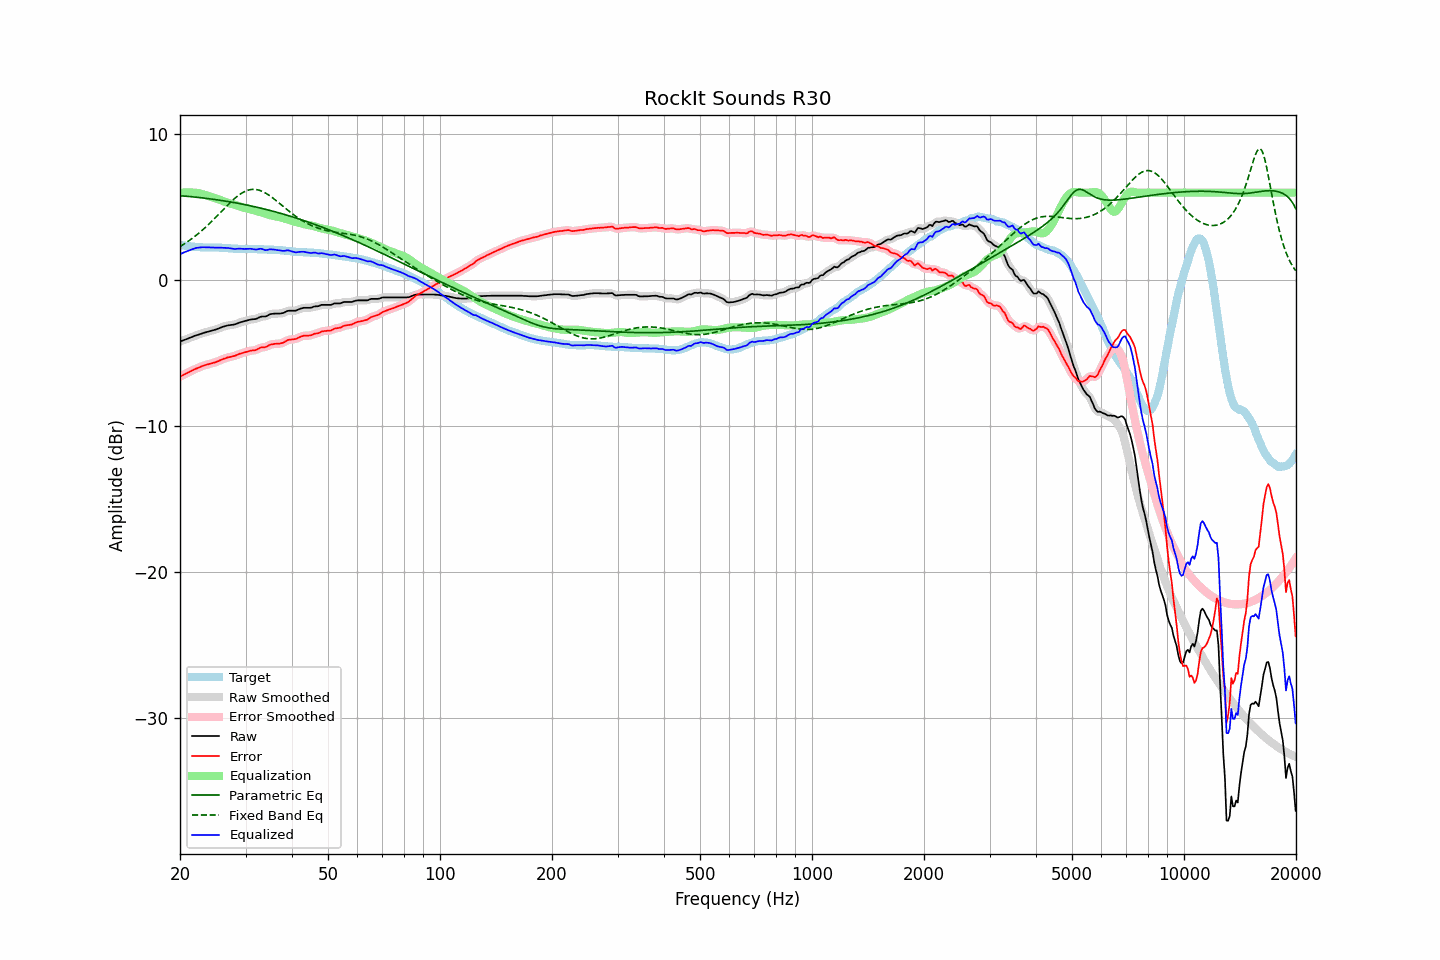 RockIt Sounds R30
10
0
−10
−20
−30
Amplitude (dBr)
Target
Raw Smoothed
Error Smoothed
Raw
Error
Equalization
Parametric Eq
Fixed Band Eq
Equalized
20 50 100 200 500 1000 2000 5000 10000 20000
Frequency (Hz)